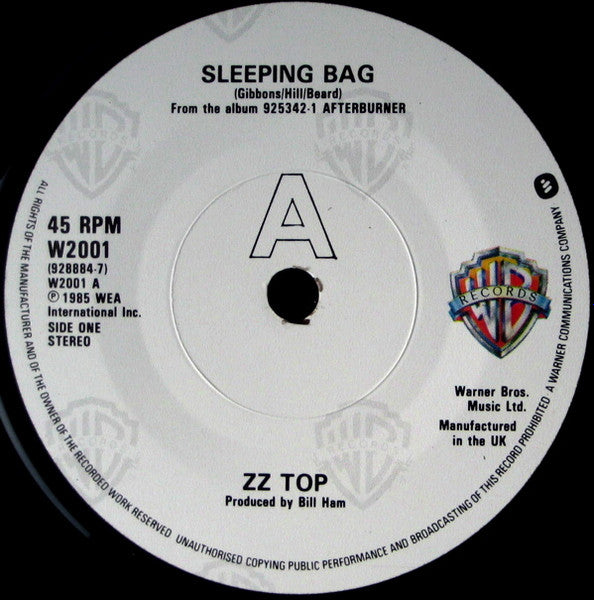 SLEEPING BAG
(Gibbons/Hill/Beard)
From the album 925342-1 AFTERBURNER
A
45 RPM
W2001
(928884-7)
W2001 A
℗ 1985 WEA
International Inc.
SIDE ONE
STEREO
WB
RECORDS
Warner Bros.
Music Ltd.
Manufactured
in the UK
ZZ TOP
Produced by Bill Ham
ALL RIGHTS OF THE MANUFACTURER AND OF THE OWNER OF THE RECORDED WORK RESERVED UNAUTHORISED COPYING PUBLIC PERFORMANCE AND BROADCASTING OF THIS RECORD PROHIBITED A WARNER COMMUNICATIONS COMPANY